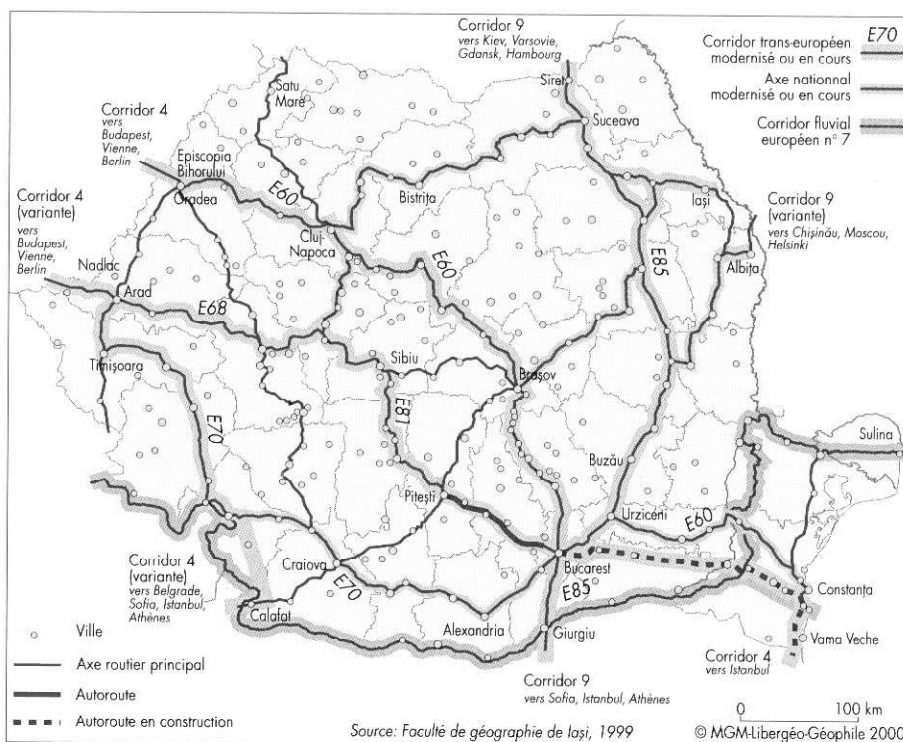 Corridor 9
vers Kiev, Varsovie,
Gdansk, Hambourg
E70
Corridor trans-européen
modernisé ou en cours
Axe nationnal
modernisé ou en cours
Corridor fluvial
européen n° 7
Siret
Satu
Mare
Suceava
Corridor 4
vers
Budapest,
Vienne,
Berlin
Episcopia
Bihorului
Oradea
E60
Bistrița
Iași
Corridor 9
(variante)
vers Chișinău, Moscou,
Helsinki
Corridor 4
(variante)
vers
Budapest,
Vienne,
Berlin
Cluj-
Napoca
E60
E85
Albița
Nadlac
Arad
E68
Timișoara
Sibiu
Brașov
E70
E81
Sulina
Buzău
Pitești
Urziceni
E60
Corridor 4
(variante)
vers Belgrade,
Sofia, Istanbul,
Athènes
Craiova
E70
Bucarest
E85
Constanța
Calafat
Alexandria
Giurgiu
Vama Veche
Corridor 4
vers Istanbul
Corridor 9
vers Sofia, Istanbul, Athènes
Ville
Axe routier principal
Autoroute
Autoroute en construction
0 100 km
Source: Faculté de géographie de Iași, 1999
© MGM-Libergéo-Géophile 2000